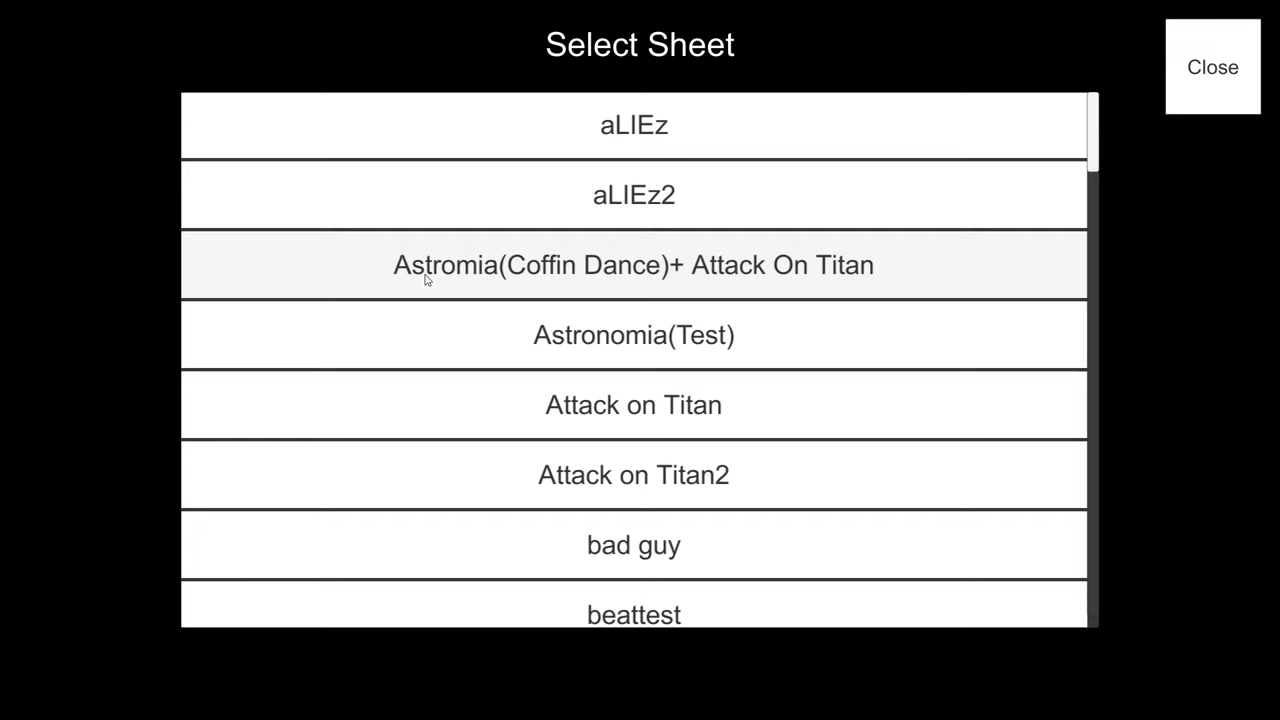 Select Sheet
Close
aLIEz
aLIEz2
Astromia(Coffin Dance)+ Attack On Titan
Astronomia(Test)
Attack on Titan
Attack on Titan2
bad guy
beattest